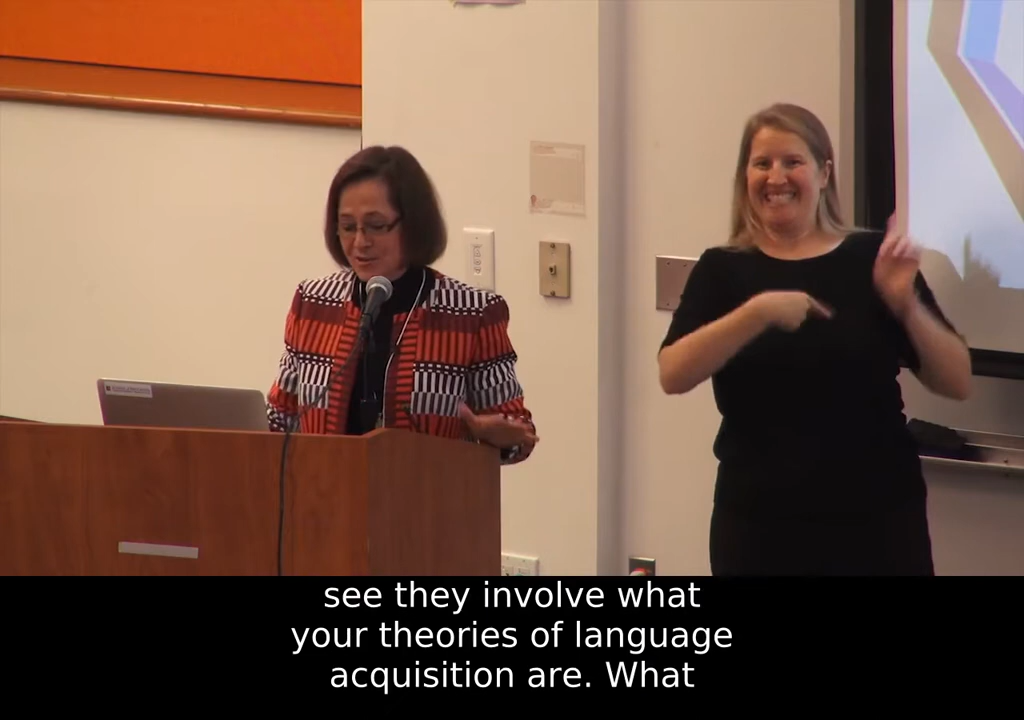 see they involve what
your theories of language
acquisition are. What